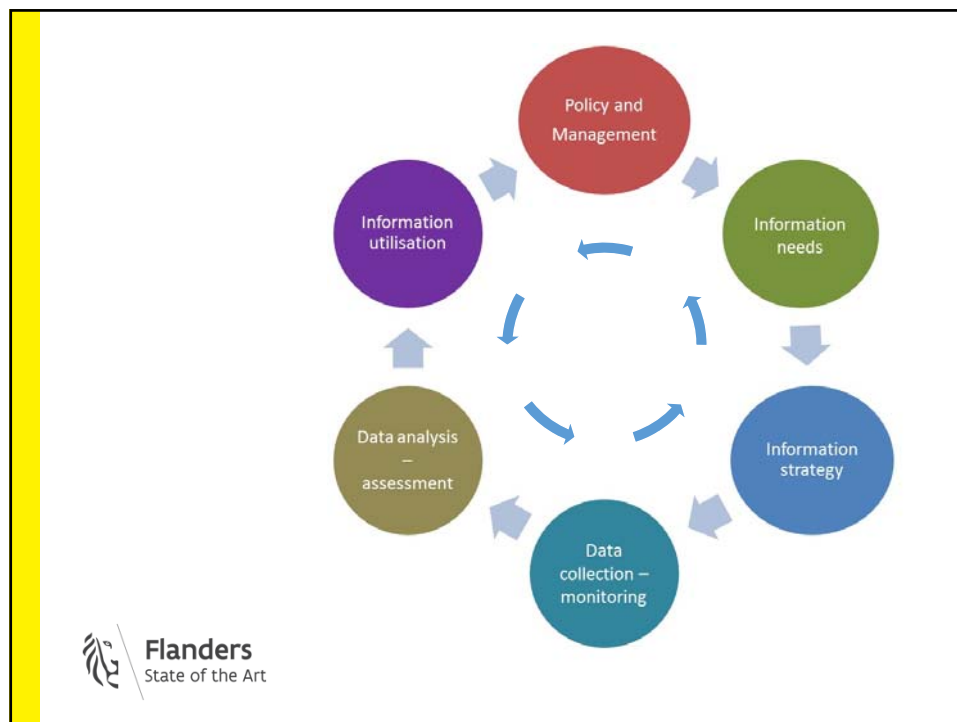 Policy and
Management
Information
needs
Information
strategy
Data
collection –
monitoring
Data analysis
–
assessment
Information
utilisation
Flanders
State of the Art